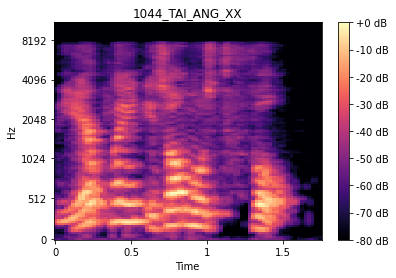 1044_TAI_ANG_XX
8192
4096
2048
1024
512
0
Hz
0
0.5
1
1.5
Time
+0 dB
-10 dB
-20 dB
-30 dB
-40 dB
-50 dB
-60 dB
-70 dB
-80 dB